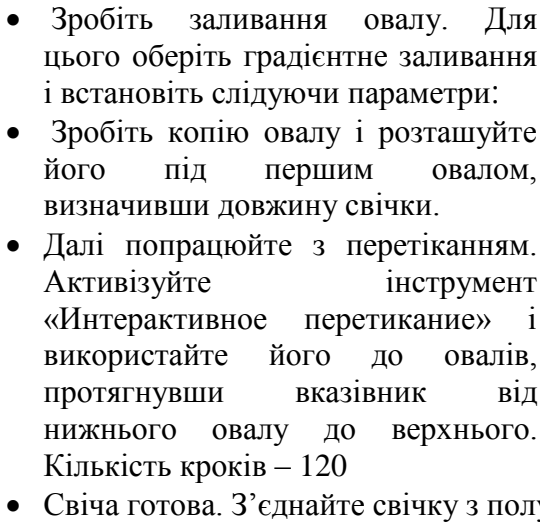 • Зробіть заливання овалу. Для
цього оберіть градієнтне заливання
і встановіть слідуючи параметри:
• Зробіть копію овалу і розташуйте
його під першим овалом,
визначивши довжину свічки.
• Далі попрацюйте з перетіканням.
Активізуйте інструмент
«Интерактивное перетикание» і
використайте його до овалів,
протягнувши вказівник від
нижнього овалу до верхнього.
Кількість кроків – 120
• Свіча готова. З’єднайте свічку з